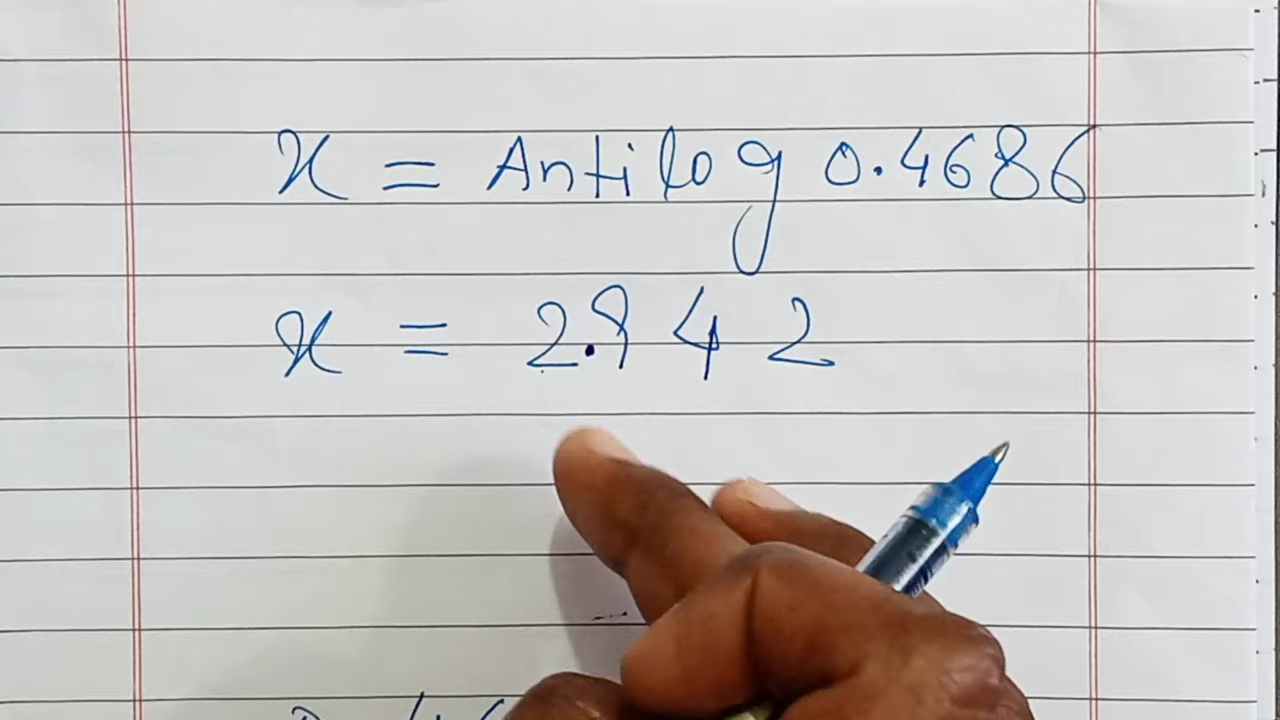 x = Antilog 0.4686
x = 2.942